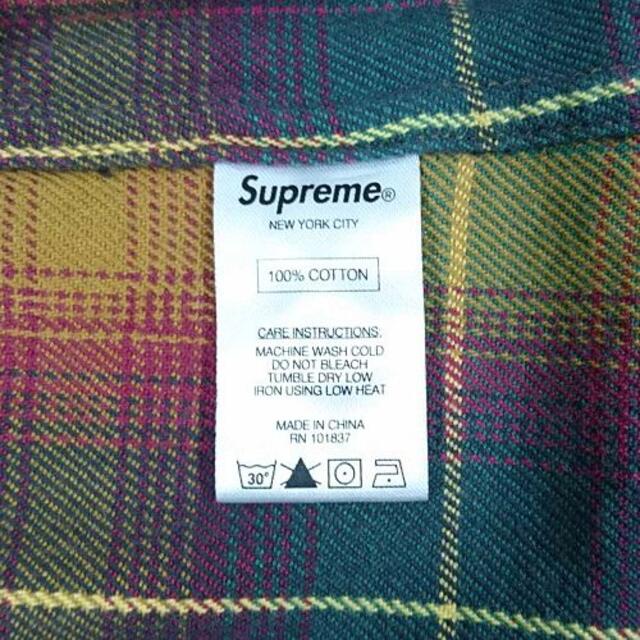 Supreme®
NEW YORK CITY
100% COTTON
CARE INSTRUCTIONS:
MACHINE WASH COLD
DO NOT BLEACH
TUMBLE DRY LOW
IRON USING LOW HEAT
MADE IN CHINA
RN 101837
30°